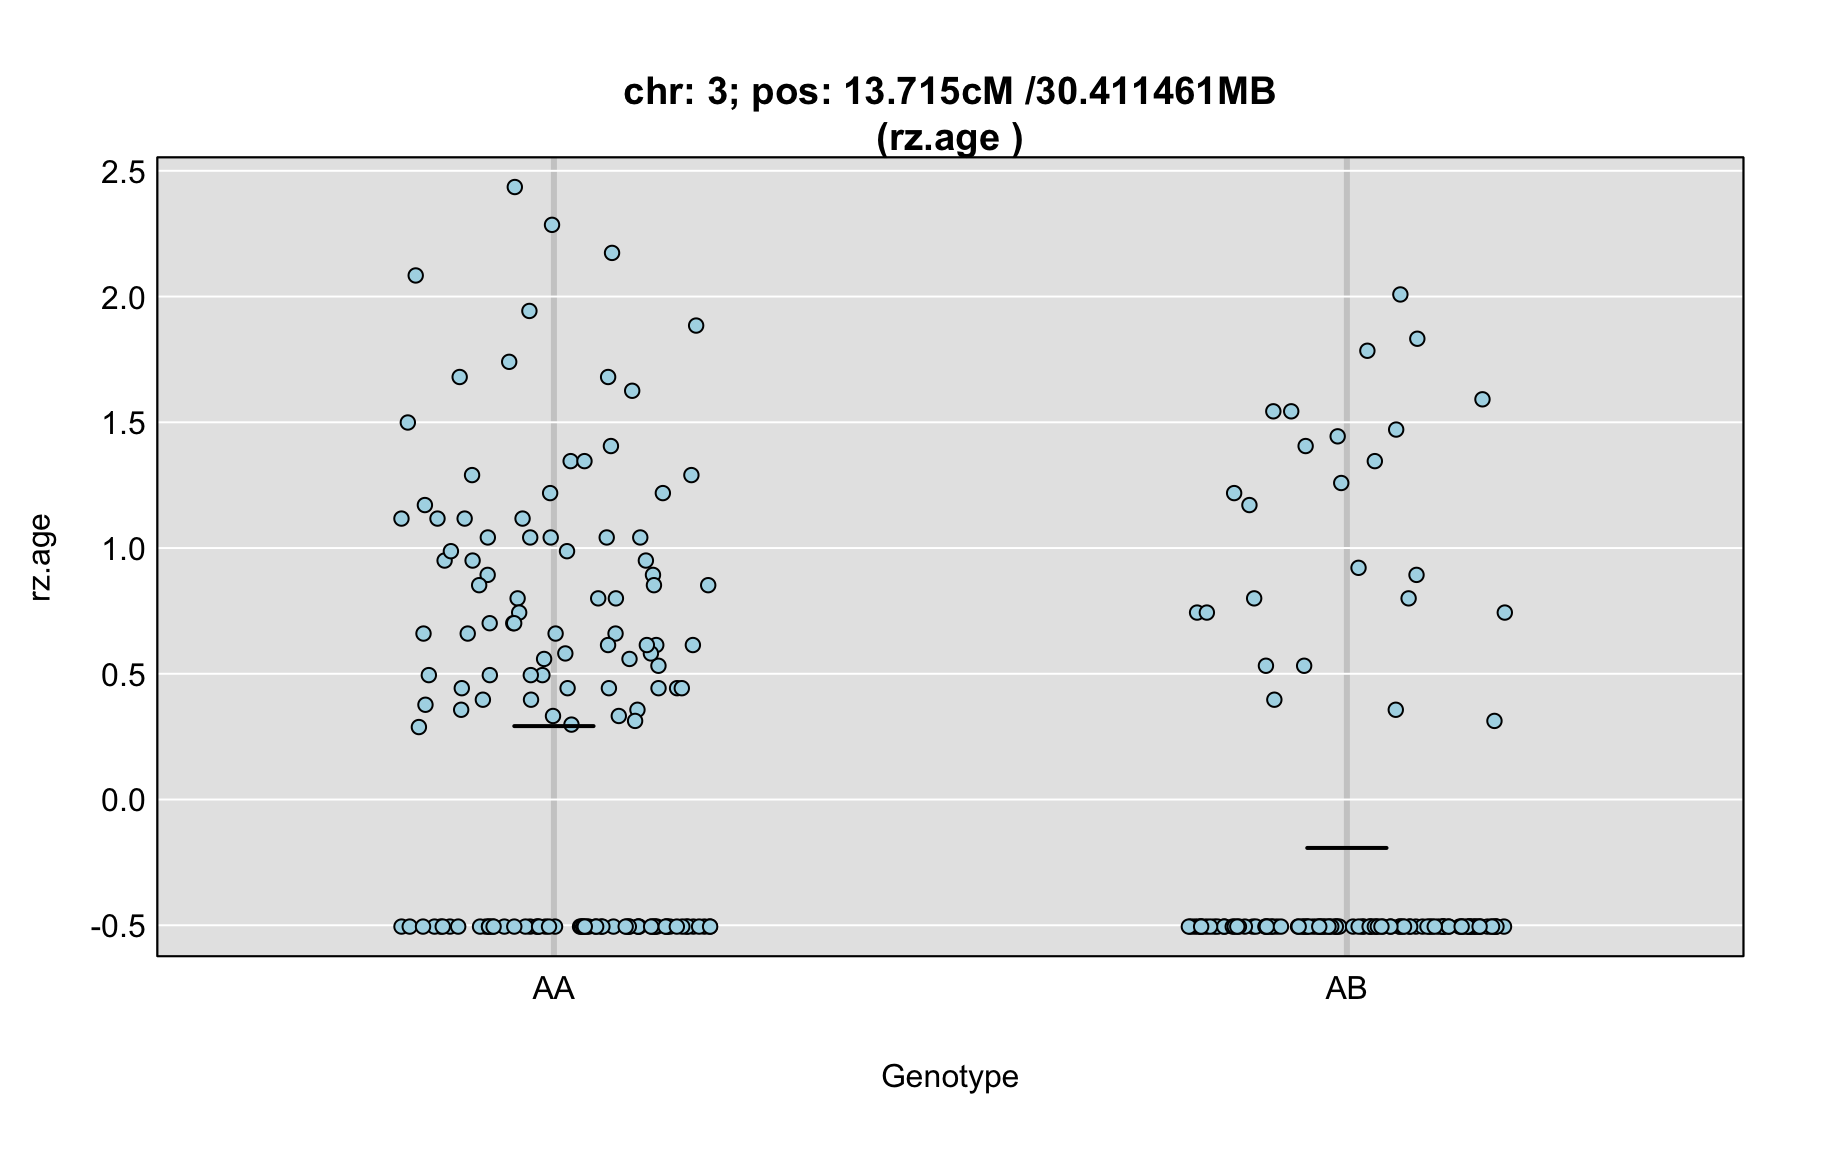 chr: 3; pos: 13.715cM /30.411461MB
(rz.age )
2.5
2.0
1.5
1.0
0.5
0.0
-0.5
rz.age
AA
AB
Genotype